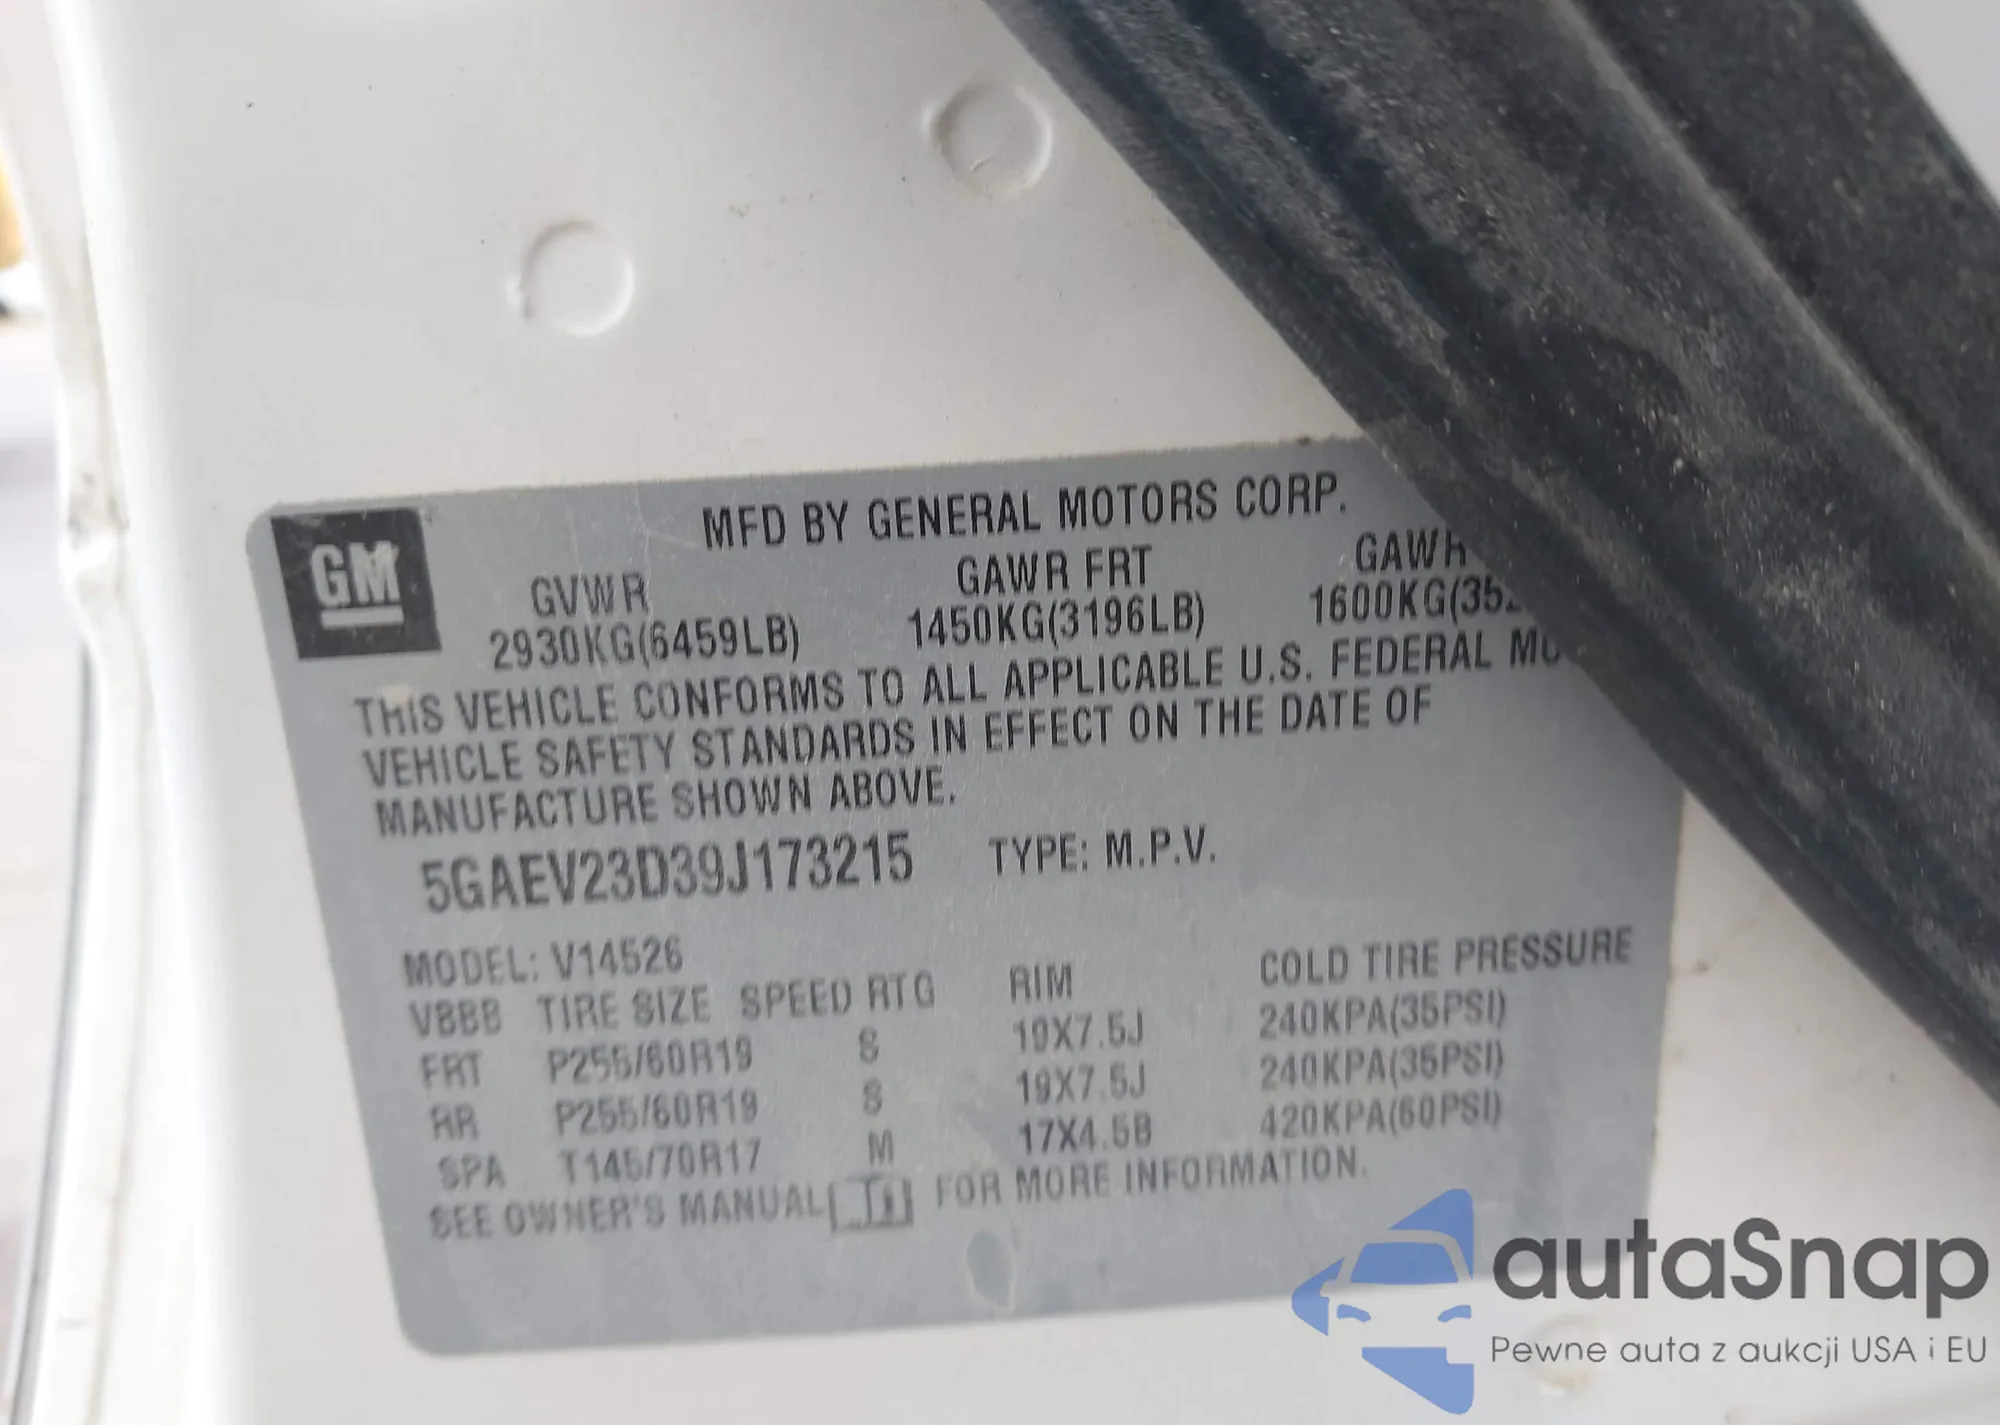 GM
MFD BY GENERAL MOTORS CORP.
GVWR GAWR FRT GAWR
2930KG(6459LB) 1450KG(3196LB) 1600KG(35
THIS VEHICLE CONFORMS TO ALL APPLICABLE U.S. FEDERAL MO
VEHICLE SAFETY STANDARDS IN EFFECT ON THE DATE OF
MANUFACTURE SHOWN ABOVE.
5GAEV23D39J173215 TYPE: M.P.V.
MODEL: V14526
VBBB TIRE SIZE SPEED RTG RIM COLD TIRE PRESSURE
FRT P255/60R19 S 19X7.5J 240KPA(35PSI)
RR P255/60R19 S 19X7.5J 240KPA(35PSI)
SPA T145/70R17 M 17X4.5B 420KPA(60PSI)
SEE OWNER'S MANUAL FOR MORE INFORMATION.
autaSnap
Pewne auta z aukcji USA i EU